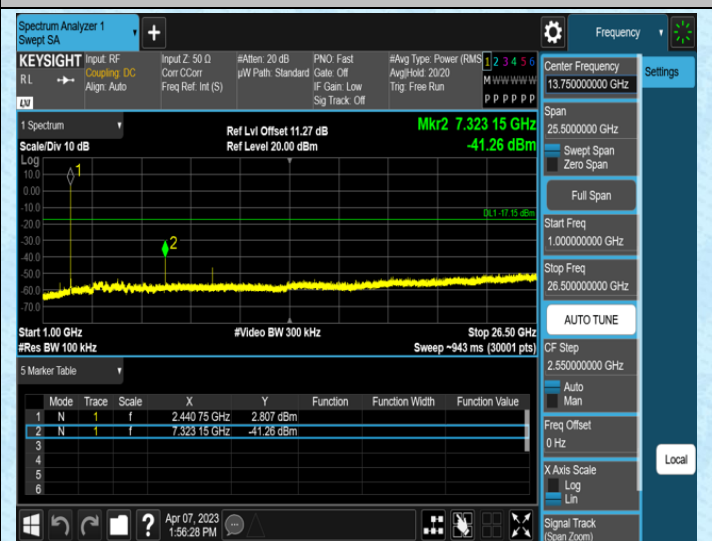 Spectrum Analyzer 1
Swept SA
+
Frequency
KEYSIGHT
RL
LXI
Input: RF
Coupling: DC
Align: Auto
Input Z: 50 Ω
Corr CCorr
Freq Ref: Int (S)
#Atten: 20 dB
µW Path: Standard
PNO: Fast
Gate: Off
IF Gain: Low
Sig Track: Off
#Avg Type: Power (RMS
Avg|Hold: 20/20
Trig: Free Run
1 2 3 4 5 6
M W W W W W
P P P P P P
Center Frequency
13.750000000 GHz
Settings
Span
25.5000000 GHz
Swept Span
Zero Span
Full Span
Start Freq
1.000000000 GHz
Stop Freq
26.500000000 GHz
AUTO TUNE
CF Step
2.550000000 GHz
Auto
Man
Freq Offset
0 Hz
X Axis Scale
Log
Lin
Signal Track
(Span Zoom)
Local
1 Spectrum
Scale/Div 10 dB
Ref Lvl Offset 11.27 dB
Ref Level 20.00 dBm
Mkr2 7.323 15 GHz
-41.26 dBm
Log
10.0
0.00
-10.0
-20.0
-30.0
-40.0
-50.0
-60.0
-70.0
1
2
DL1 -17.15 dBm
Start 1.00 GHz
#Res BW 100 kHz
#Video BW 300 kHz
Stop 26.50 GHz
Sweep ~943 ms (30001 pts)
5 Marker Table
Mode Trace Scale X Y Function Function Width Function Value
1 N 1 f 2.440 75 GHz 2.807 dBm
2 N 1 f 7.323 15 GHz -41.26 dBm
3
4
5
6
?
Apr 07, 2023
1:56:28 PM